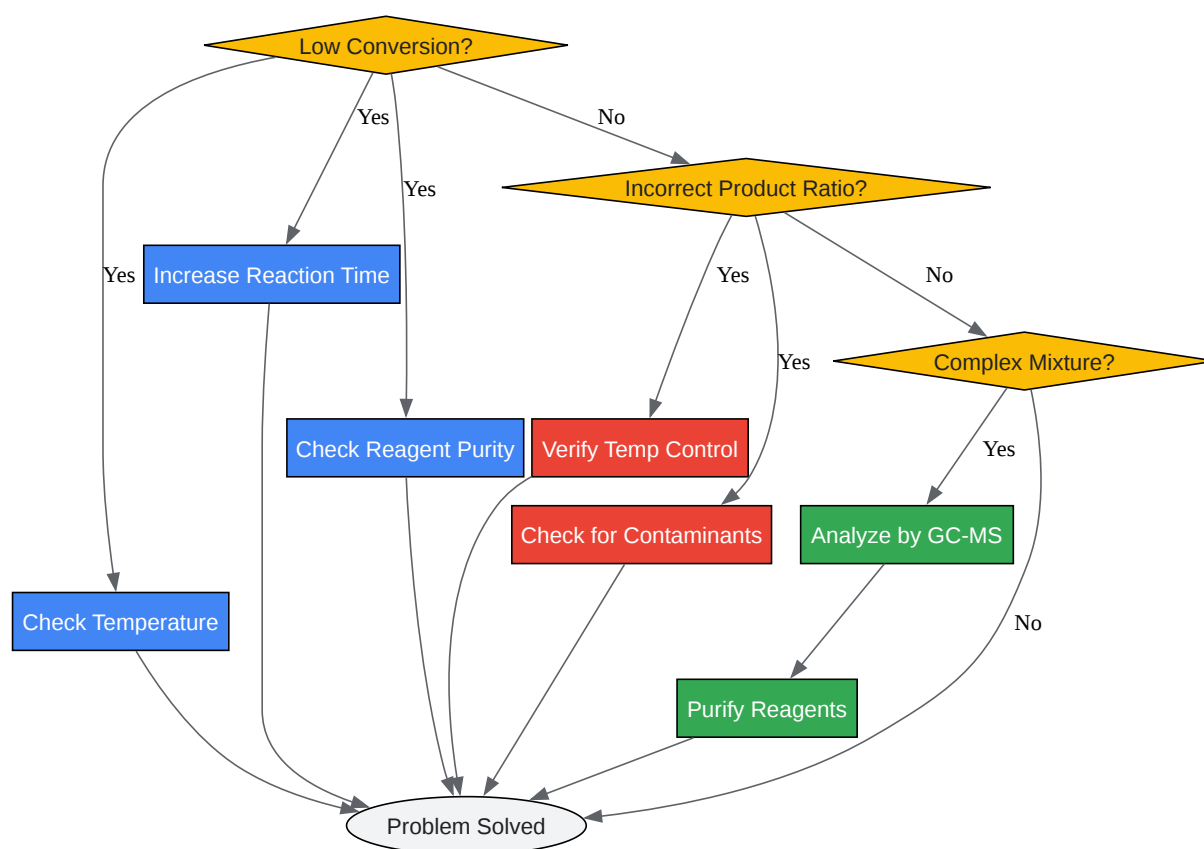 Low Conversion?
Yes
No
Yes
Incorrect Product Ratio?
Yes
Increase Reaction Time
Yes
No
Yes
Complex Mixture?
Check Reagent Purity
Verify Temp Control
Yes
Check for Contaminants
Analyze by GC-MS
Check Temperature
No
Purify Reagents
Problem Solved